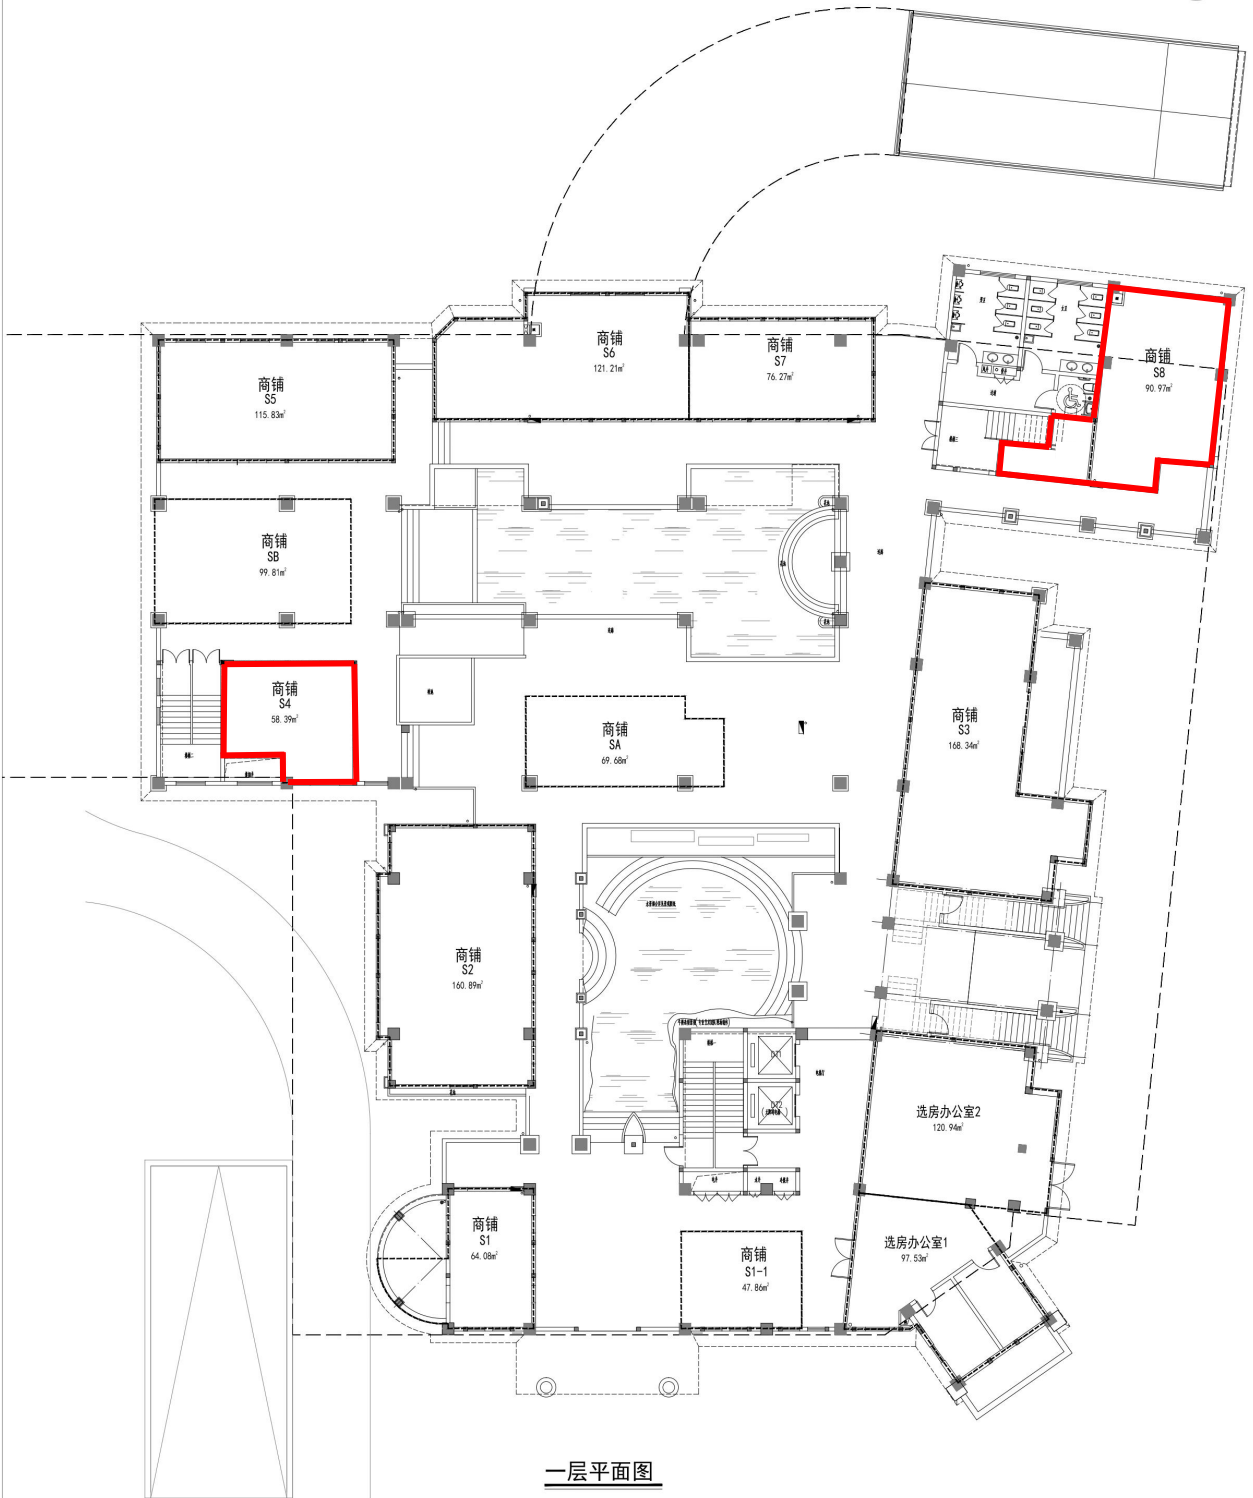 商铺
S6
121.21㎡
商铺
S7
76.27㎡
商铺
S8
90.97㎡
商铺
S5
115.83㎡
商铺
SB
99.81㎡
商铺
S4
58.39㎡
商铺
SA
69.68㎡
商铺
S3
168.34㎡
商铺
S2
160.89㎡
DT1
DT2
选房办公室2
120.94㎡
商铺
S1
64.08㎡
选房办公室1
97.53㎡
商铺
S1-1
47.86㎡
一层平面图